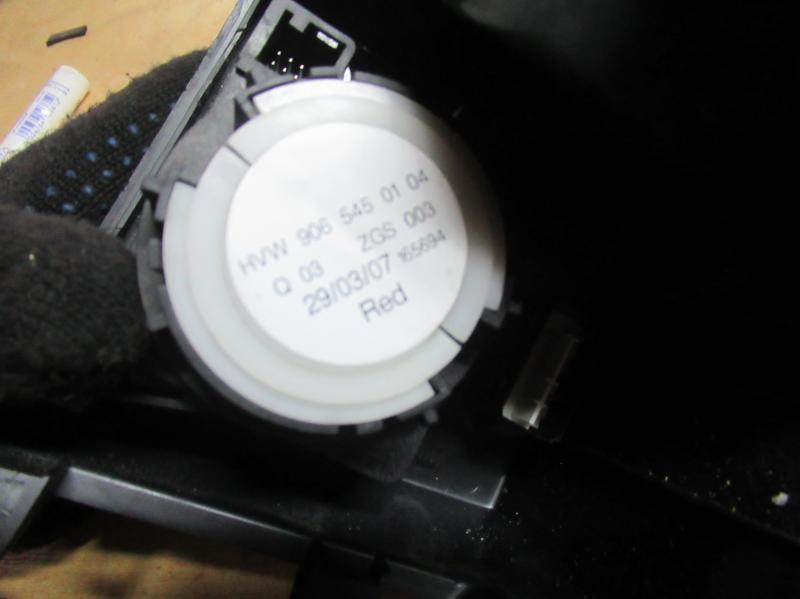 HVW 906 545 01 04
Q 03 ZGS 003
29/03/07 165694
Red